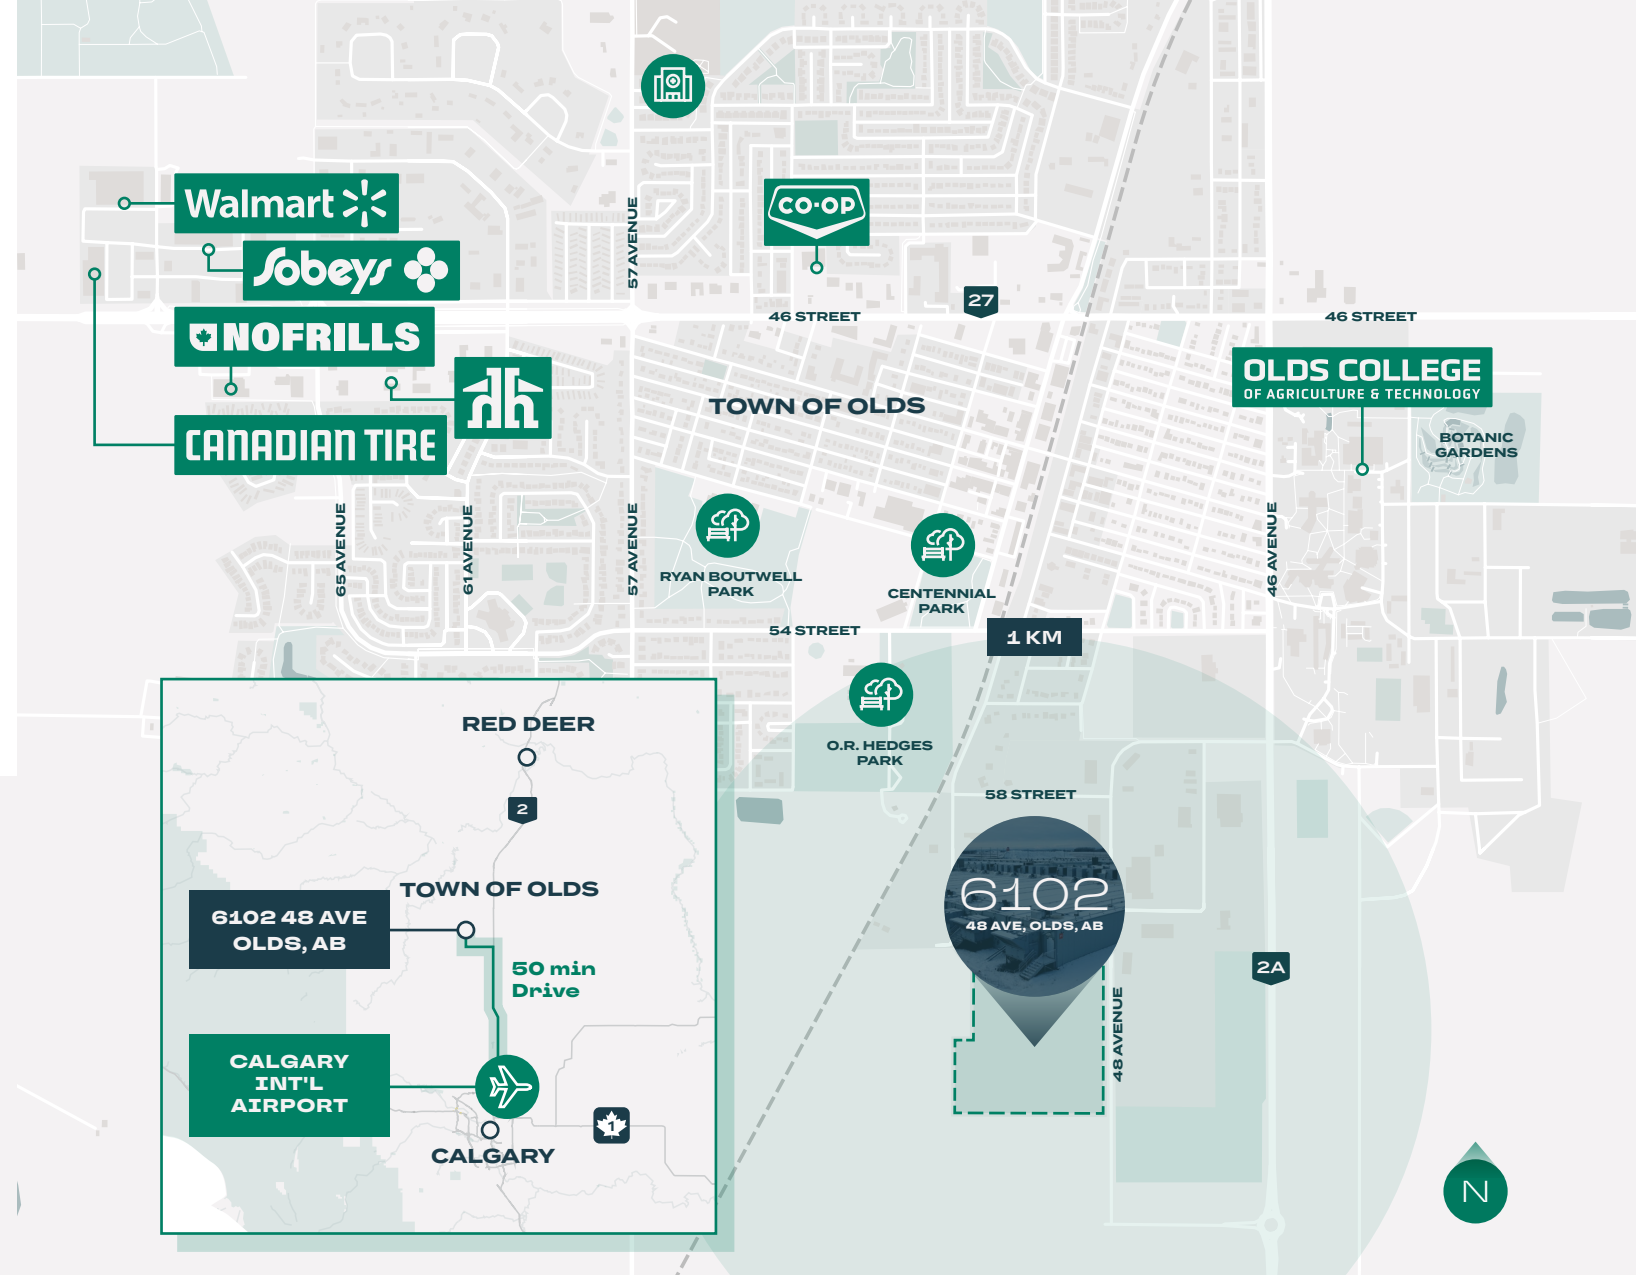 57 AVENUE
Walmart
CO-OP
Sobeys
27
46 STREET
46 STREET
NOFRILLS
OLDS COLLEGE
OF AGRICULTURE & TECHNOLOGY
TOWN OF OLDS
CANADIAN TIRE
BOTANIC
GARDENS
65 AVENUE
61 AVENUE
57 AVENUE
46 AVENUE
RYAN BOUTWELL
PARK
CENTENNIAL
PARK
54 STREET
1 KM
O.R. HEDGES
PARK
58 STREET
6102
48 AVE, OLDS, AB
2A
48 AVENUE
RED DEER
2
TOWN OF OLDS
6102 48 AVE
OLDS, AB
50 min
Drive
CALGARY
INT'L
AIRPORT
1
CALGARY
N